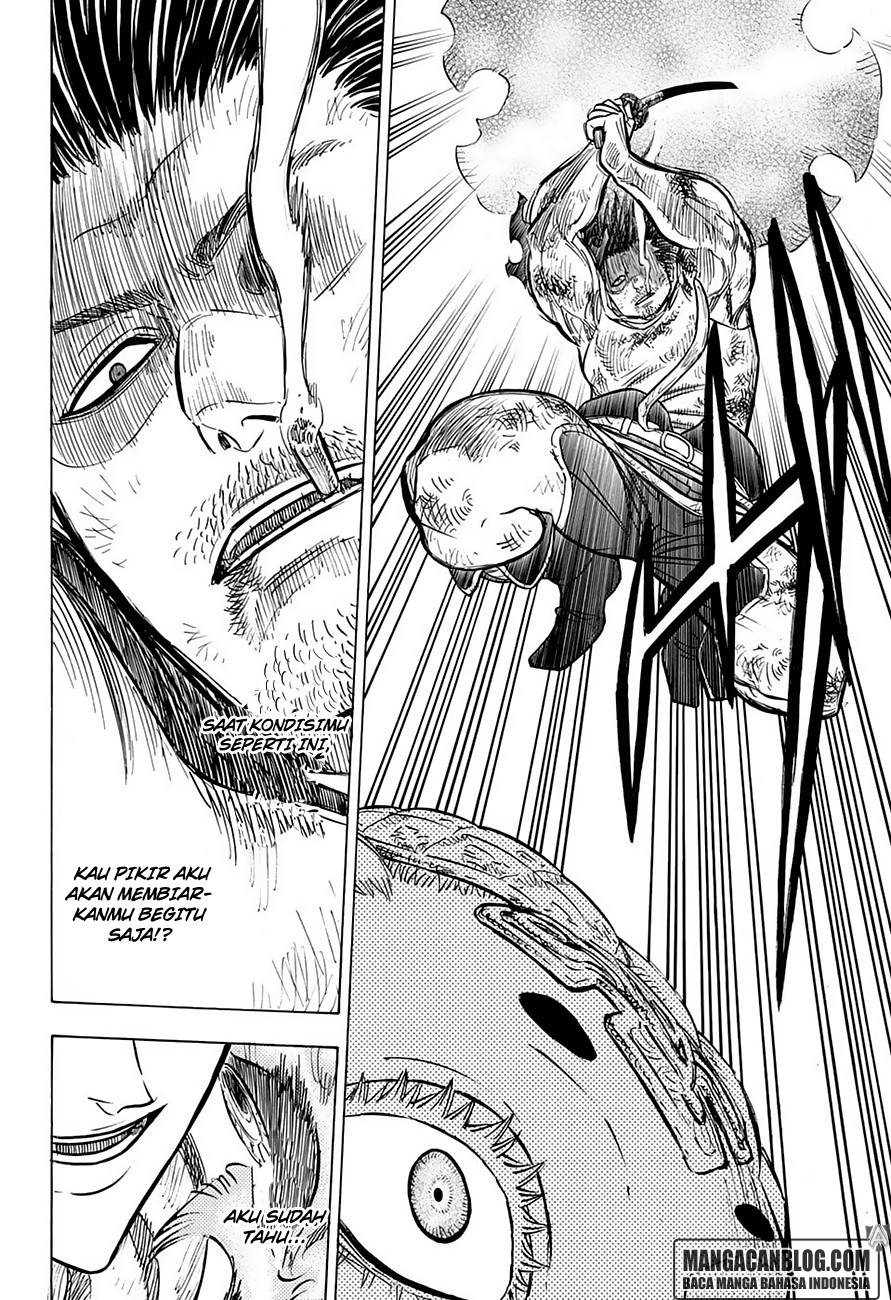 SAAT KONDISIMU
SEPERTI INI,
KAU PIKIR AKU
AKAN MEMBIAR-
KANMU BEGITU
SAJA!?
AKU SUDAH
TAHU...
MANGACANBLOG.COM
BACA MANGA BAHASA INDONESIA